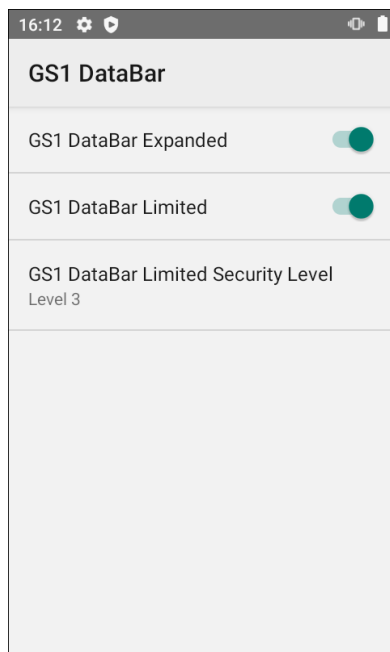 16:12
GS1 DataBar
GS1 DataBar Expanded
GS1 DataBar Limited
GS1 DataBar Limited Security Level
Level 3